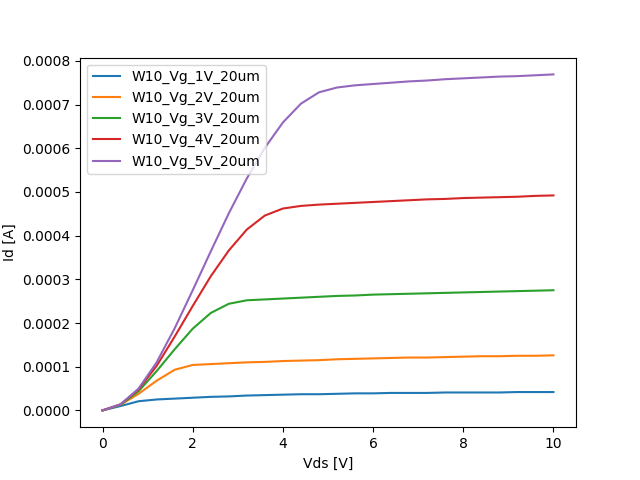 0.0008
0.0007
0.0006
0.0005
0.0004
0.0003
0.0002
0.0001
0.0000
Id [A]
W10_Vg_1V_20um
W10_Vg_2V_20um
W10_Vg_3V_20um
W10_Vg_4V_20um
W10_Vg_5V_20um
0 2 4 6 8 10
Vds [V]